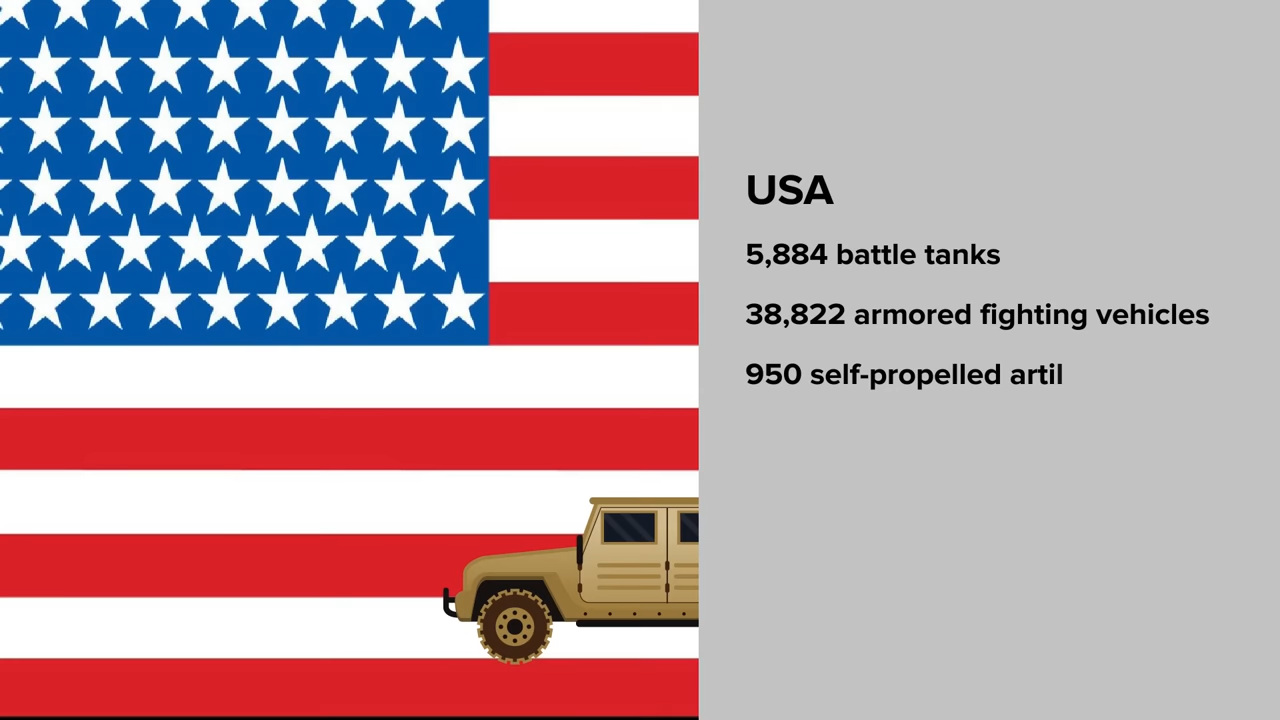 USA
5,884 battle tanks
38,822 armored fighting vehicles
950 self-propelled artil